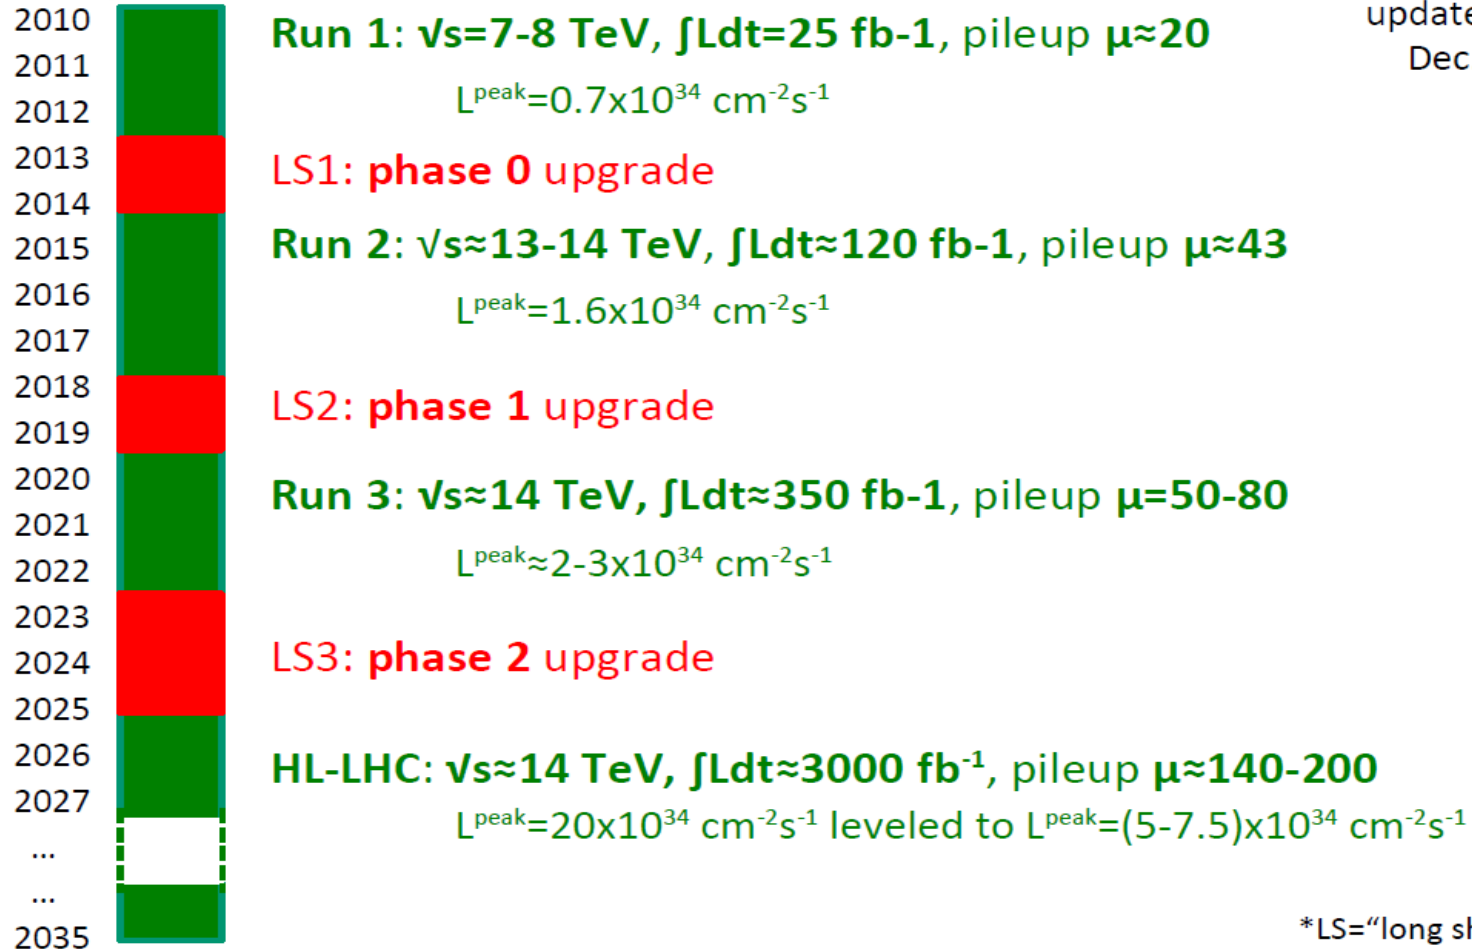 2010
2011
2012
2013
2014
2015
2016
2017
2018
2019
2020
2021
2022
2023
2024
2025
2026
2027
...
...
2035
Run 1: √s=7-8 TeV, ∫Ldt=25 fb-1, pileup μ≈20
Lᵖᵉᵃᵏ=0.7x10³⁴ cm⁻²s⁻¹
LS1: phase 0 upgrade
Run 2: √s≈13-14 TeV, ∫Ldt≈120 fb-1, pileup μ≈43
Lᵖᵉᵃᵏ=1.6x10³⁴ cm⁻²s⁻¹
LS2: phase 1 upgrade
Run 3: √s≈14 TeV, ∫Ldt≈350 fb-1, pileup μ=50-80
Lᵖᵉᵃᵏ≈2-3x10³⁴ cm⁻²s⁻¹
LS3: phase 2 upgrade
HL-LHC: √s≈14 TeV, ∫Ldt≈3000 fb⁻¹, pileup μ≈140-200
Lᵖᵉᵃᵏ=20x10³⁴ cm⁻²s⁻¹ leveled to Lᵖᵉᵃᵏ=(5-7.5)x10³⁴ cm⁻²s⁻¹
update
Dec
*LS="long